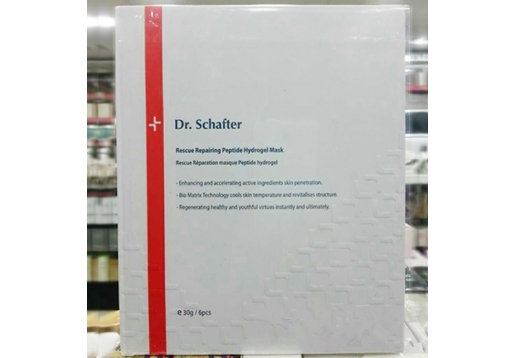 Dr. Schafter
Rescue Repairing Peptide Hydrogel Mask
Rescue Réparation masque Peptide hydrogel
- Enhancing and accelerating active ingredients skin penetration.
- Bio Matrix Technology cools skin temperature and revitalises structure.
- Regenerating healthy and youthful virtues instantly and ultimately.
℮ 30g / 6pcs